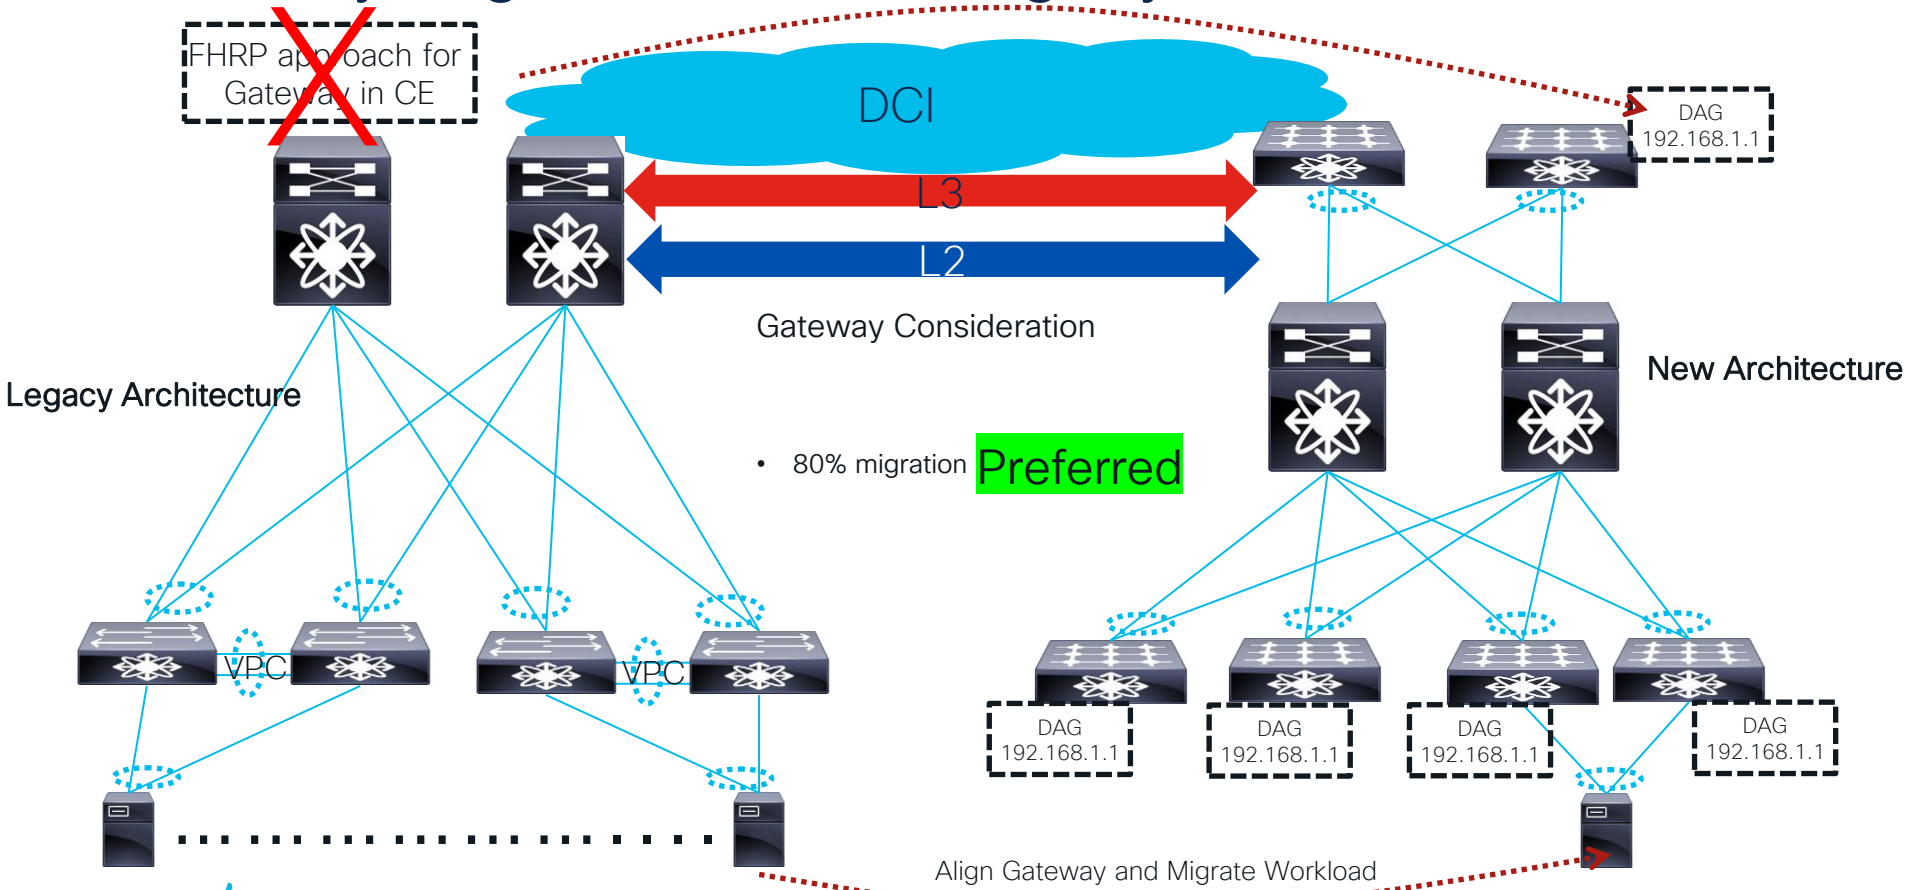 FHRP approach for
Gateway in CE
DCI
DAG
192.168.1.1
L3
L2
Gateway Consideration
Legacy Architecture
New Architecture
• 80% migration Preferred
VPC
VPC
DAG
192.168.1.1
DAG
192.168.1.1
DAG
192.168.1.1
DAG
192.168.1.1
Align Gateway and Migrate Workload